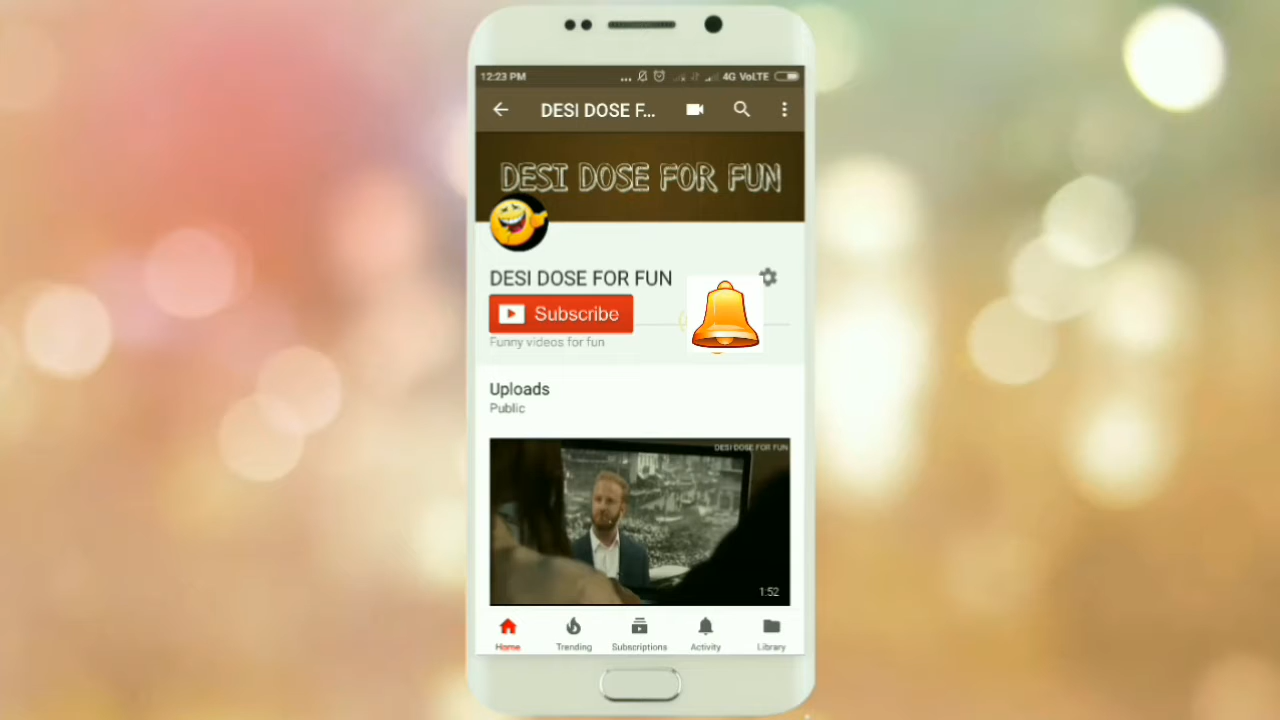 12:23 PM
... 4G VoLTE
DESI DOSE F...
DESI DOSE FOR FUN
DESI DOSE FOR FUN
Subscribe
Funny videos for fun
Uploads
Public
DESI DOSE FOR FUN
1:52
Home Trending Subscriptions Activity Library